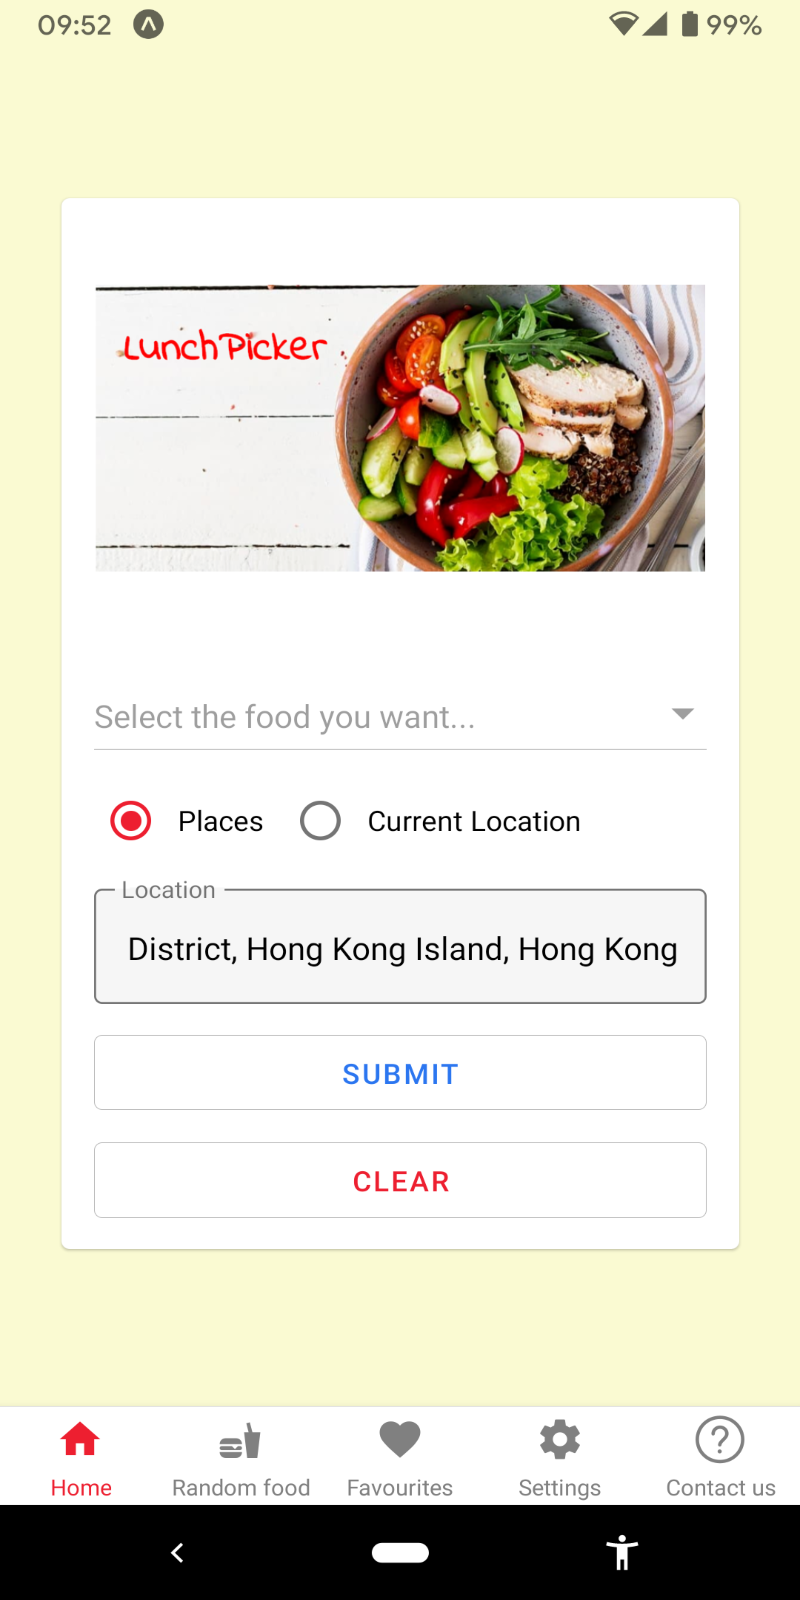 09:52
99%
LunchPicker
Select the food you want...
Places
Current Location
Location
District, Hong Kong Island, Hong Kong
SUBMIT
CLEAR
Home
Random food
Favourites
Settings
Contact us